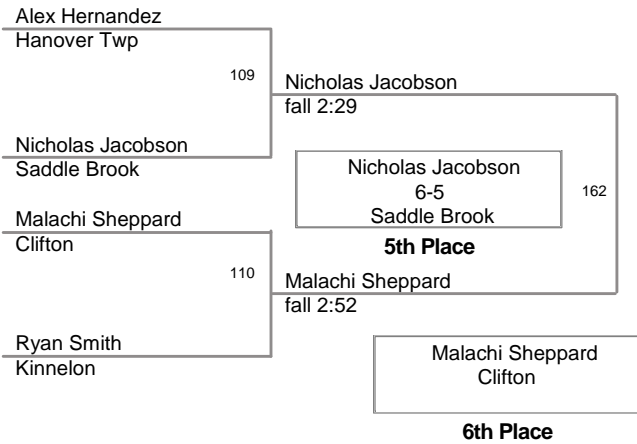 Alex Hernandez
Hanover Twp
109
Nicholas Jacobson
fall 2:29
Nicholas Jacobson
Saddle Brook
Nicholas Jacobson
6-5
Saddle Brook
162
5th Place
Malachi Sheppard
Clifton
110
Malachi Sheppard
fall 2:52
Ryan Smith
Kinnelon
Malachi Sheppard
Clifton
6th Place